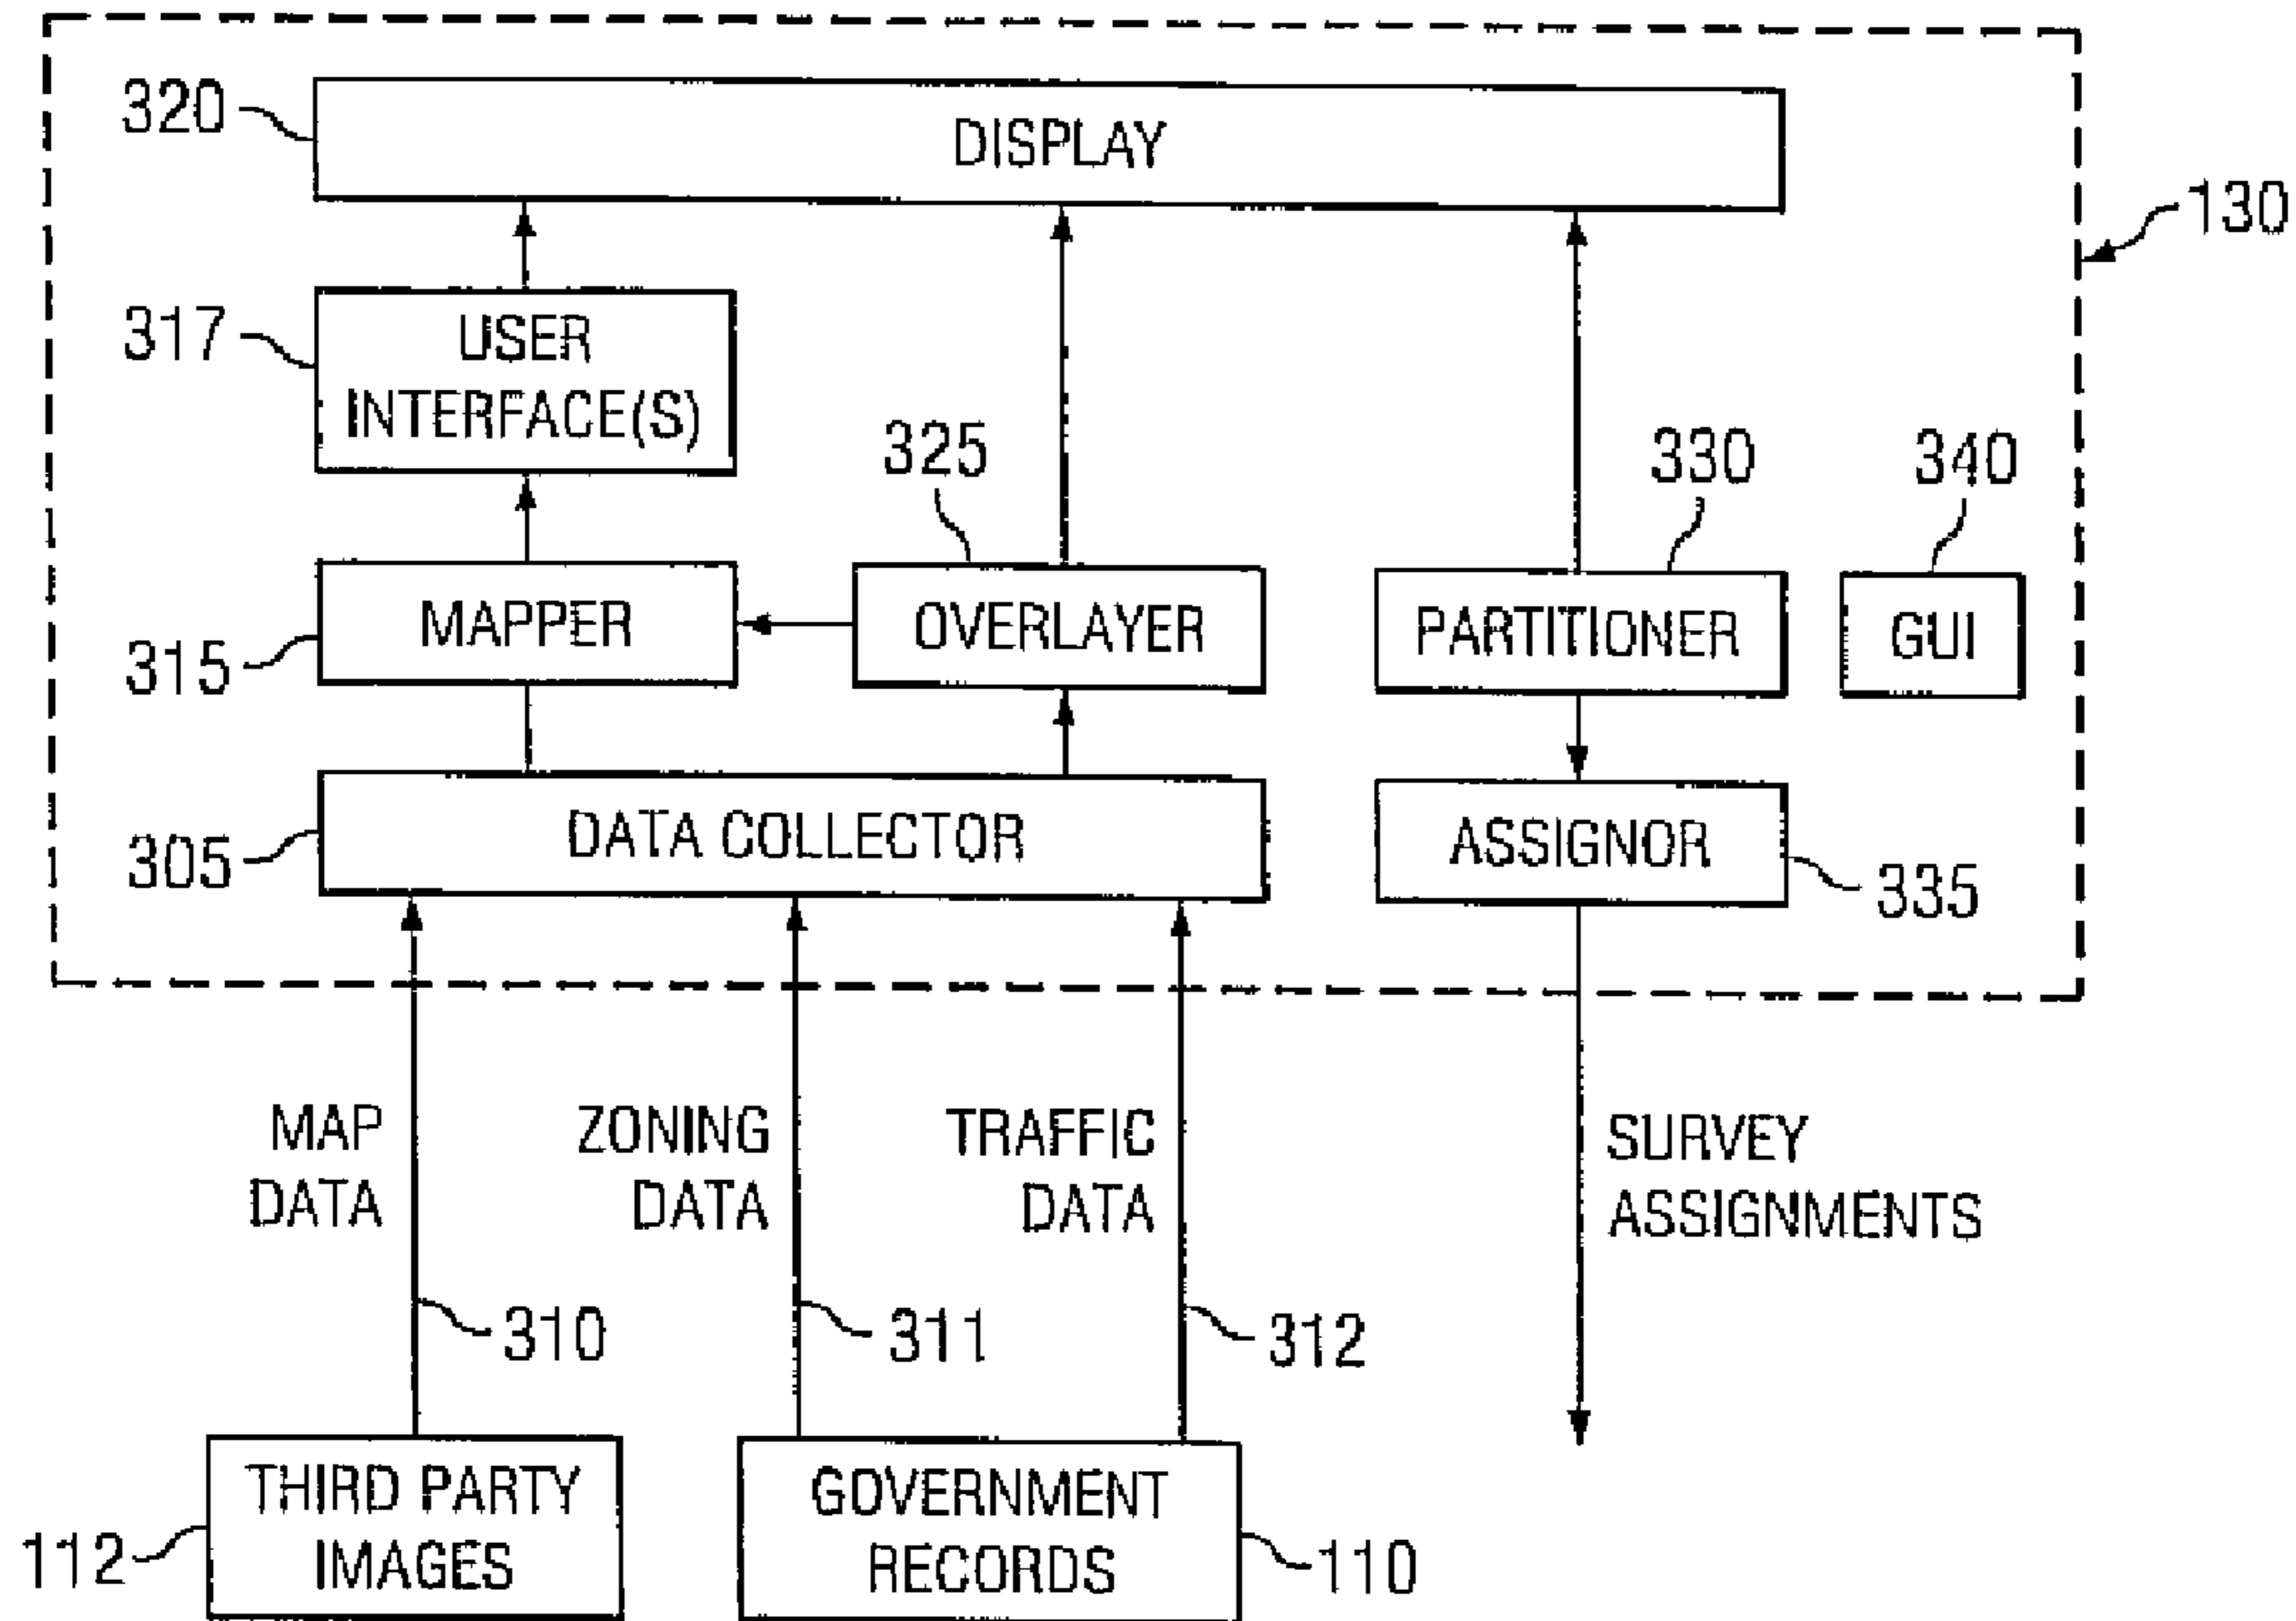 320
DISPLAY
130
317
USER
INTERFACE(S)
325
330
340
315
MAPPER
OVERLAYER
PARTITIONER
GUI
305
DATA COLLECTOR
ASSIGNOR
335
MAP
DATA
ZONING
DATA
TRAFFIC
DATA
SURVEY
ASSIGNMENTS
310
311
312
112
THIRD PARTY
IMAGES
GOVERNMENT
RECORDS
110